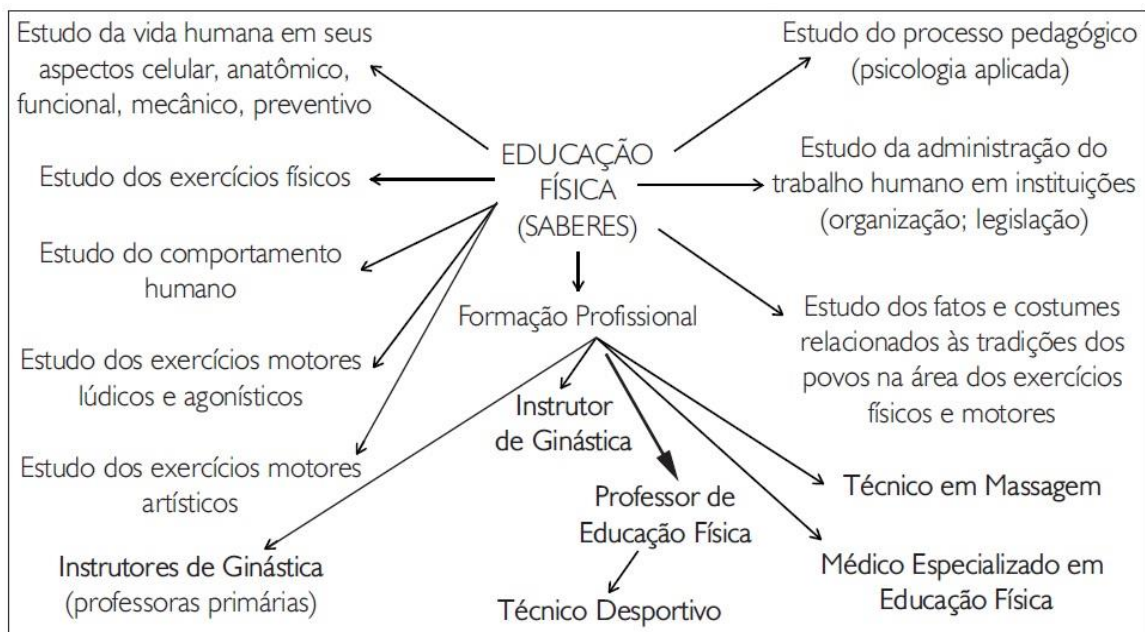 Estudo da vida humana em seus
aspectos celular, anatômico,
funcional, mecânico, preventivo
Estudo do processo pedagógico
(psicologia aplicada)
EDUCAÇÃO
FÍSICA
(SABERES)
Estudo dos exercícios físicos
Estudo da administração do
trabalho humano em instituições
(organização; legislação)
Estudo do comportamento
humano
Formação Profissional
Estudo dos fatos e costumes
relacionados às tradições dos
povos na área dos exercícios
físicos e motores
Estudo dos exercícios motores
lúdicos e agonísticos
Instrutor
de Ginástica
Estudo dos exercícios motores
artísticos
Professor de
Educação Física
Técnico em Massagem
Instrutores de Ginástica
(professoras primárias)
Técnico Desportivo
Médico Especializado em
Educação Física